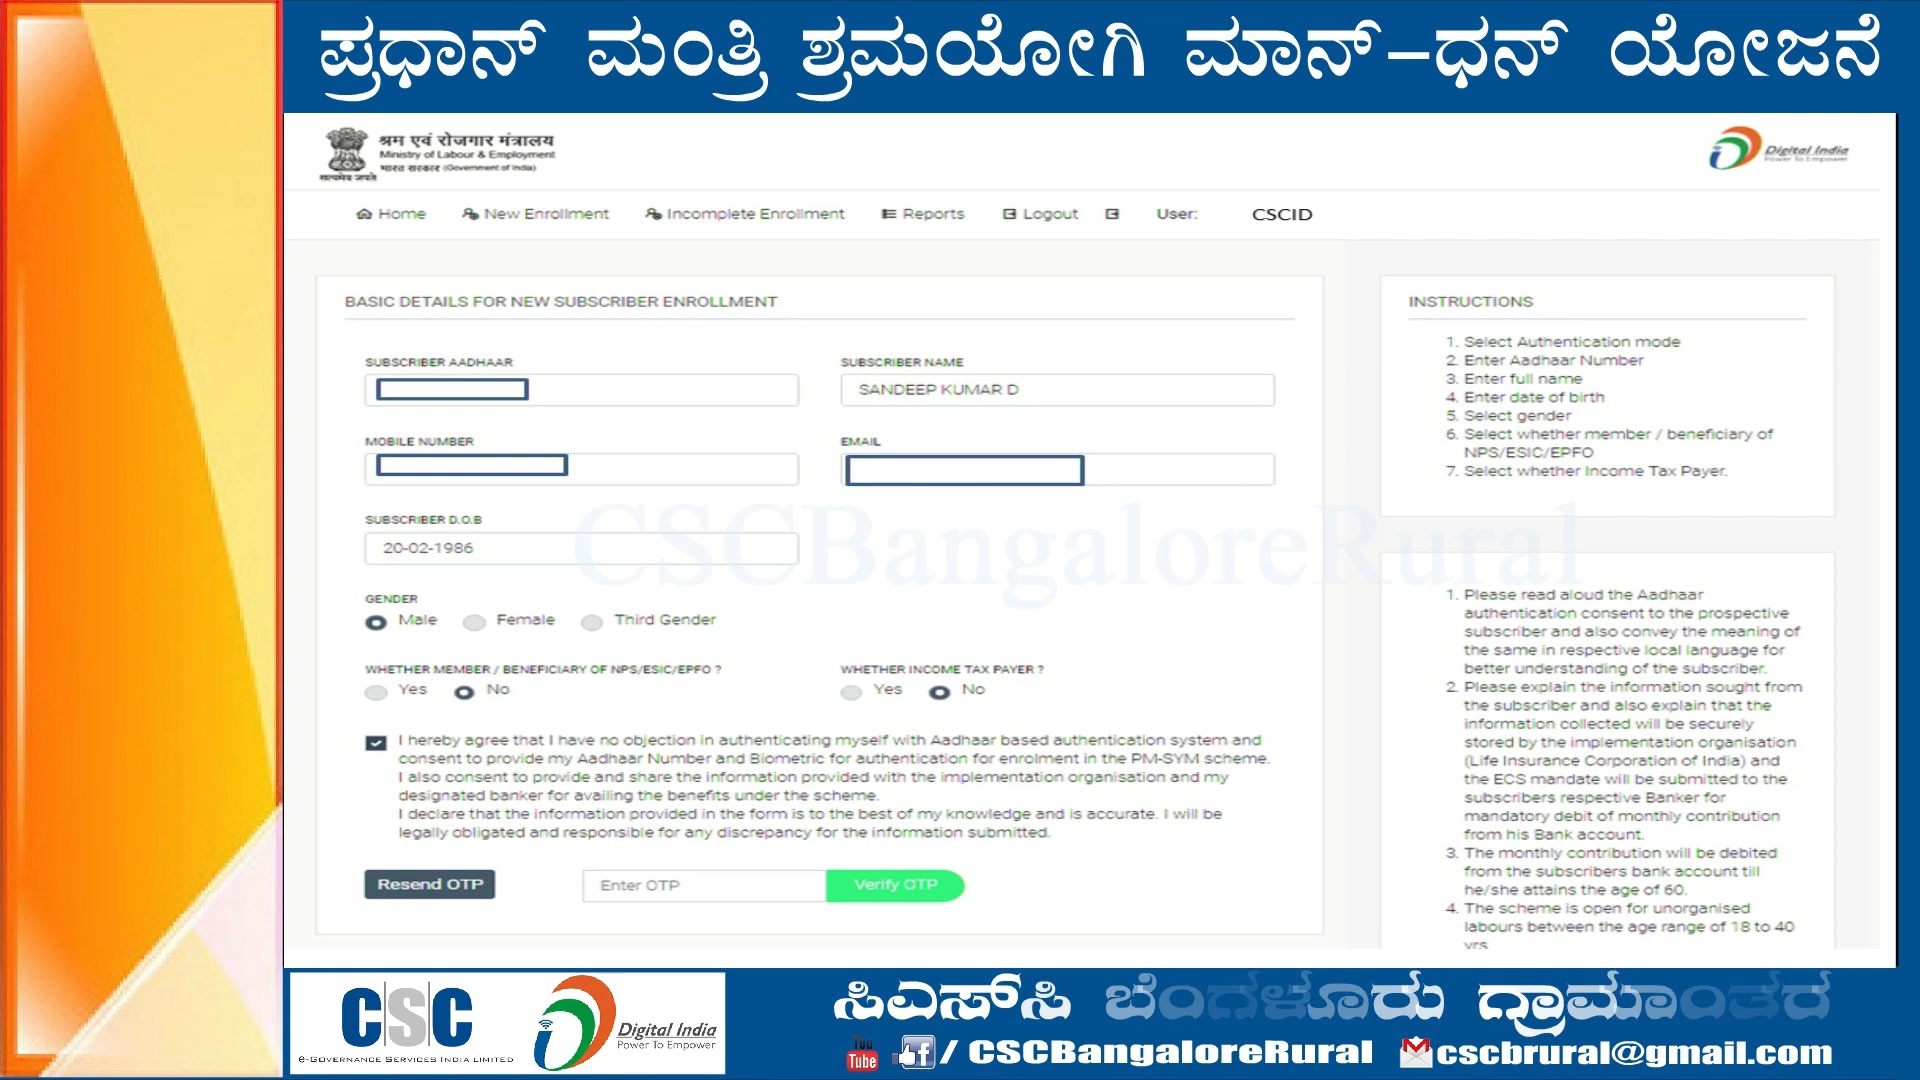 ಪ್ರಧಾನ್ ಮಂತ್ರಿ ಶ್ರಮಯೋಗಿ ಮಾನ್-ಧನ್ ಯೋಜನೆ
श्रम एवं रोजगार मंत्रालय
Ministry of Labour & Employment
भारत सरकार (Government of India)
सत्यमेव जयते
Digital India
Power To Empower
Home New Enrollment Incomplete Enrollment Reports Logout User: CSCID
BASIC DETAILS FOR NEW SUBSCRIBER ENROLLMENT
SUBSCRIBER AADHAAR
SUBSCRIBER NAME
SANDEEP KUMAR D
MOBILE NUMBER
EMAIL
SUBSCRIBER D.O.B
20-02-1986
GENDER
Male Female Third Gender
WHETHER MEMBER / BENEFICIARY OF NPS/ESIC/EPFO ?
Yes No
WHETHER INCOME TAX PAYER ?
Yes No
I hereby agree that I have no objection in authenticating myself with Aadhaar based authentication system and
consent to provide my Aadhaar Number and Biometric for authentication for enrolment in the PM-SYM scheme.
I also consent to provide and share the information provided with the implementation organisation and my
designated banker for availing the benefits under the scheme.
I declare that the information provided in the form is to the best of my knowledge and is accurate. I will be
legally obligated and responsible for any discrepancy for the information submitted.
Resend OTP Enter OTP Verify OTP
INSTRUCTIONS
1. Select Authentication mode
2. Enter Aadhaar Number
3. Enter full name
4. Enter date of birth
5. Select gender
6. Select whether member / beneficiary of
NPS/ESIC/EPFO
7. Select whether Income Tax Payer.
1. Please read aloud the Aadhaar
authentication consent to the prospective
subscriber and also convey the meaning of
the same in respective local language for
better understanding of the subscriber.
2. Please explain the information sought from
the subscriber and also explain that the
information collected will be securely
stored by the implementation organisation
(Life Insurance Corporation of India) and
the ECS mandate will be submitted to the
subscribers respective Banker for
mandatory debit of monthly contribution
from his Bank account.
3. The monthly contribution will be debited
from the subscribers bank account till
he/she attains the age of 60.
4. The scheme is open for unorganised
labours between the age range of 18 to 40
yrs
CSCBangaloreRural
CSC
e-Governance Services India Limited
Digital India
Power To Empower
ಸಿಎಸ್‌ಸಿ ಬೆಂಗಳೂರು ಗ್ರಾಮಾಂತರ
You Tube f / CSCBangaloreRural cscbrural@gmail.com